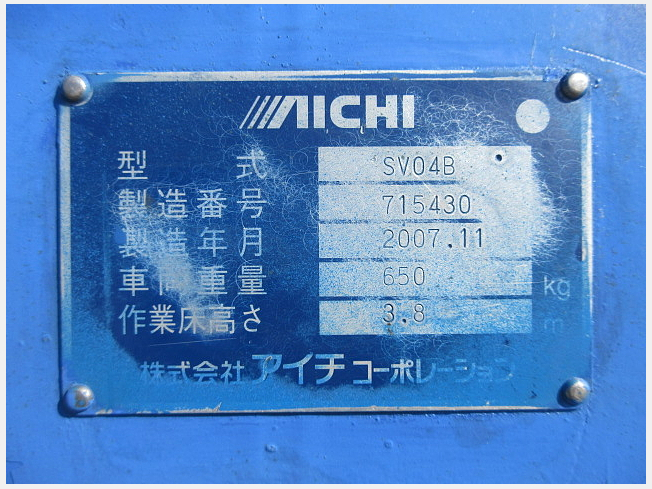 AICHI
型式 SV04B
製造番号 715430
製造年月 2007.11
車両重量 650 kg
作業床高さ 3.8 m
株式会社アイチコーポレーション